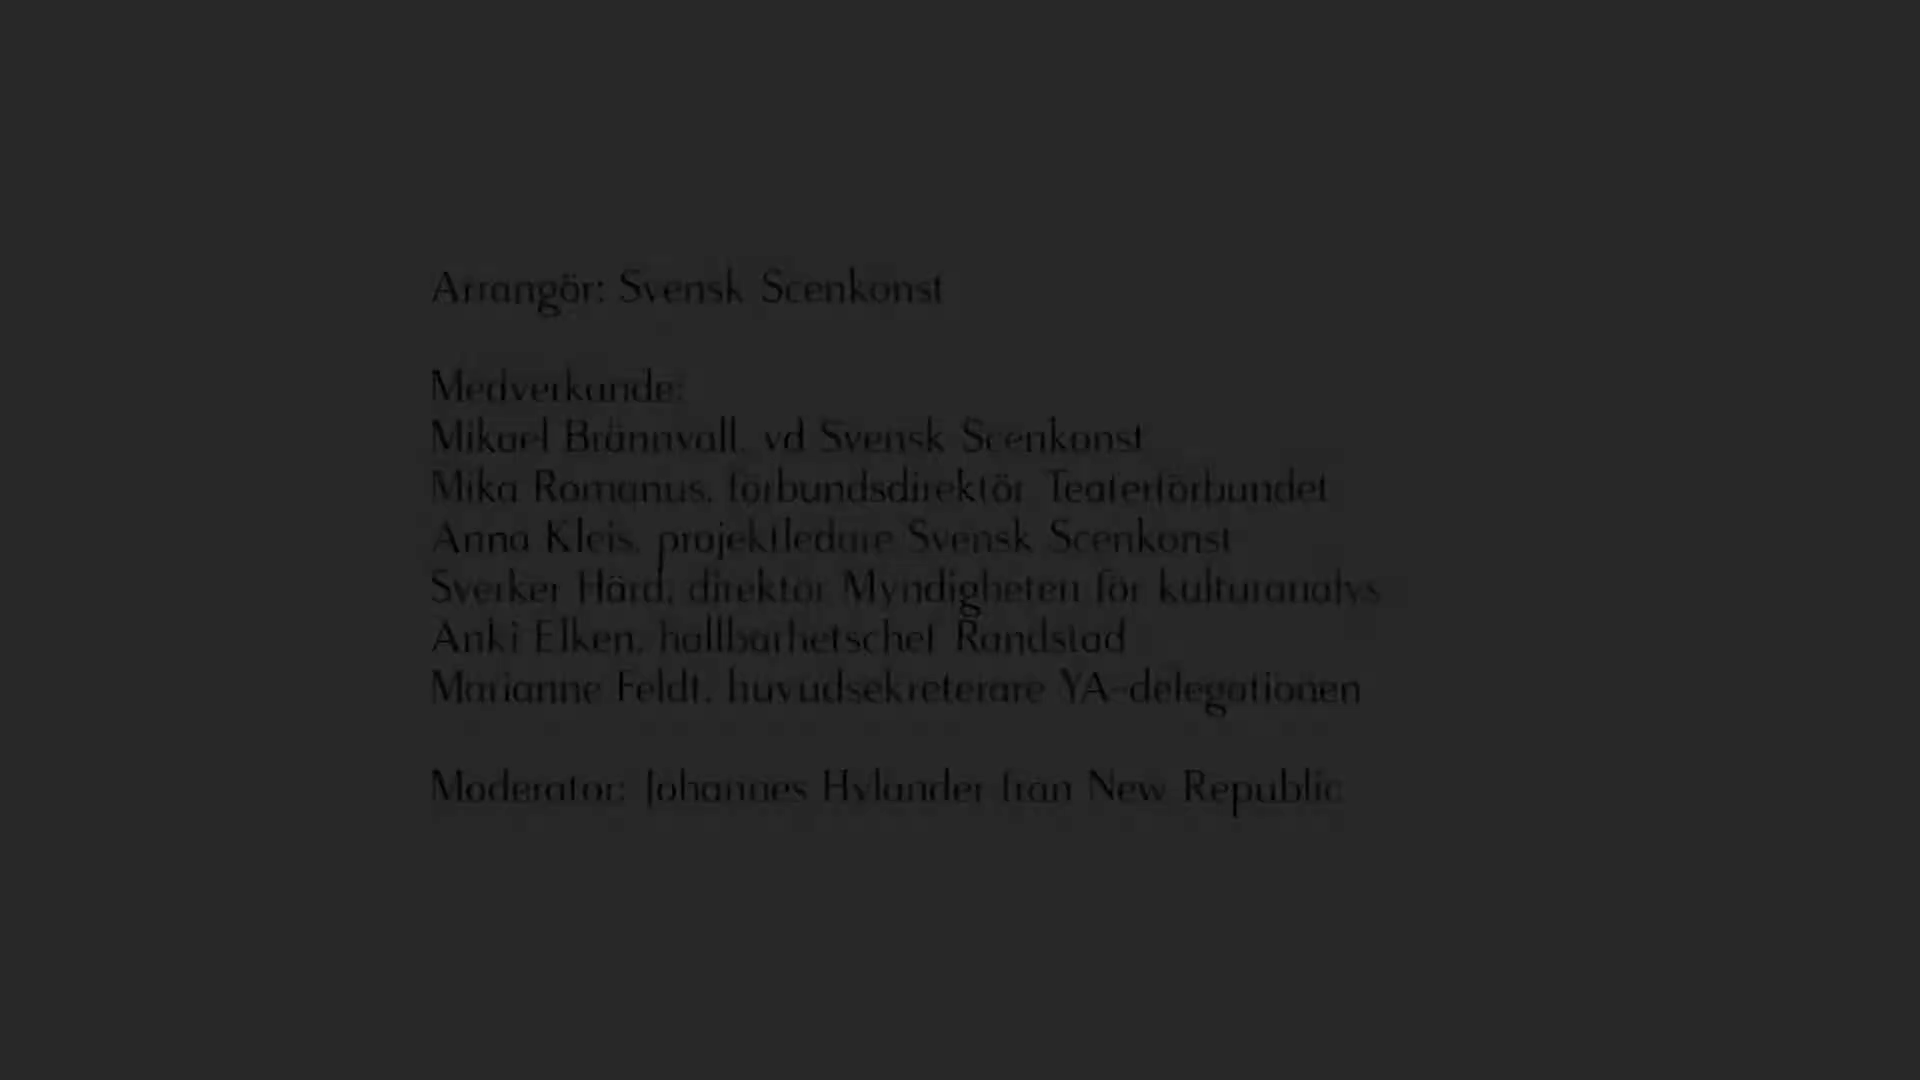 Arrangör: Svensk Scenkonst
Medverkande:
Mikael Brännvall, vd Svensk Scenkonst
Mika Romanus, förbundsdirektör Teaterförbundet
Anna Kleis, projektledare Svensk Scenkonst
Sverker Härd, direktör Myndigheten för kulturanalys
Anki Elken, hållbarhetschef Randstad
Marianne Feldt, huvudsekreterare YA-delegationen
Moderator: Johannes Hylander från New Republic